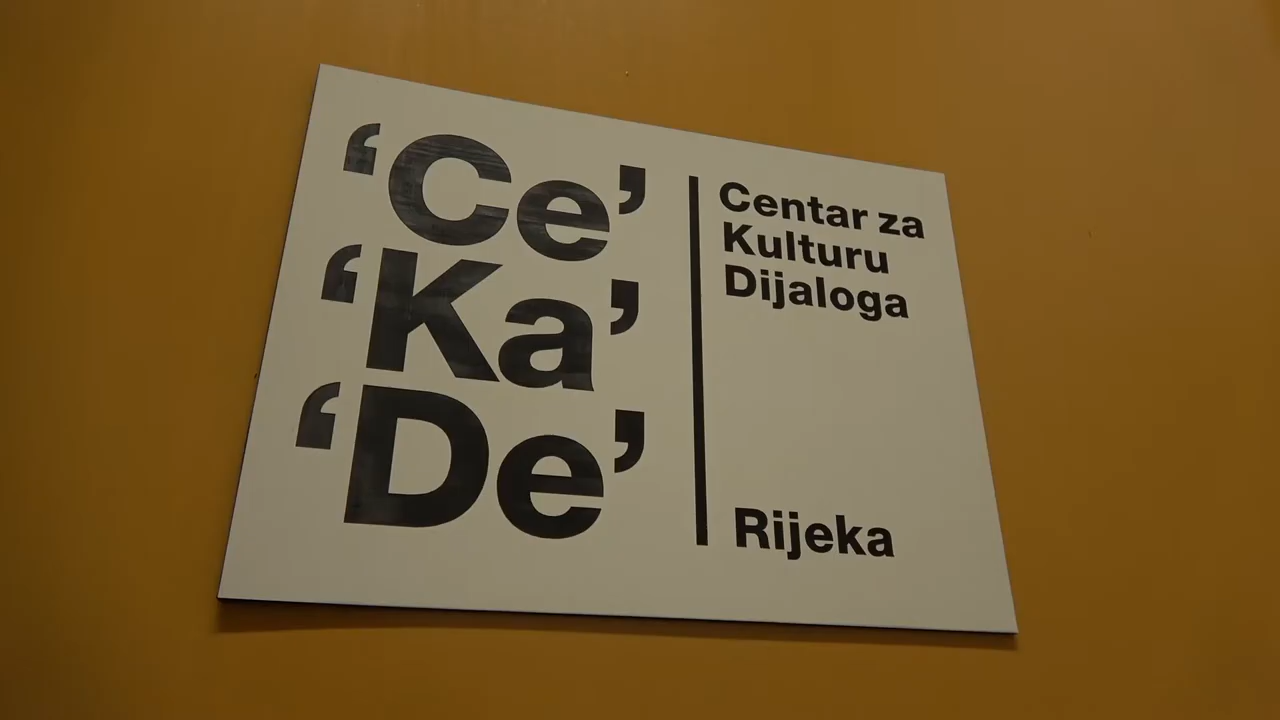 ‘Ce’
‘Ka’
‘De’
Centar za
Kulturu
Dijaloga
Rijeka